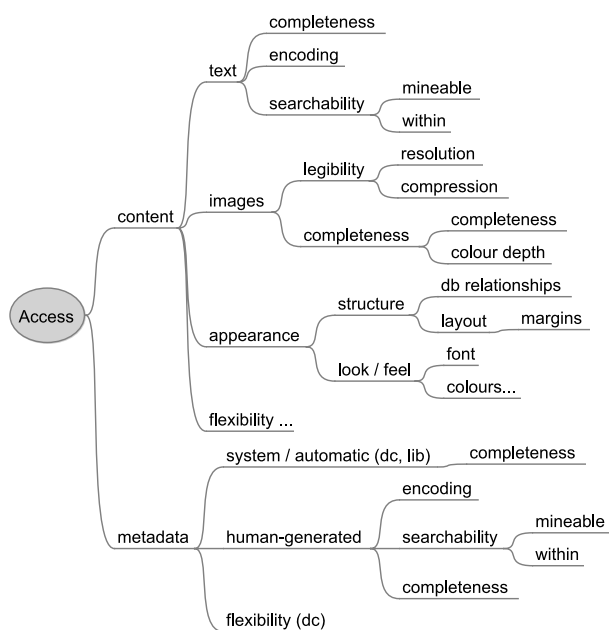 completeness
encoding
text
searchability
mineable
within
legibility
resolution
compression
images
completeness
completeness
colour depth
content
structure
db relationships
layout
margins
appearance
look / feel
font
colours...
flexibility ...
Access
system / automatic (dc, lib)
completeness
metadata
human-generated
encoding
searchability
mineable
within
completeness
flexibility (dc)